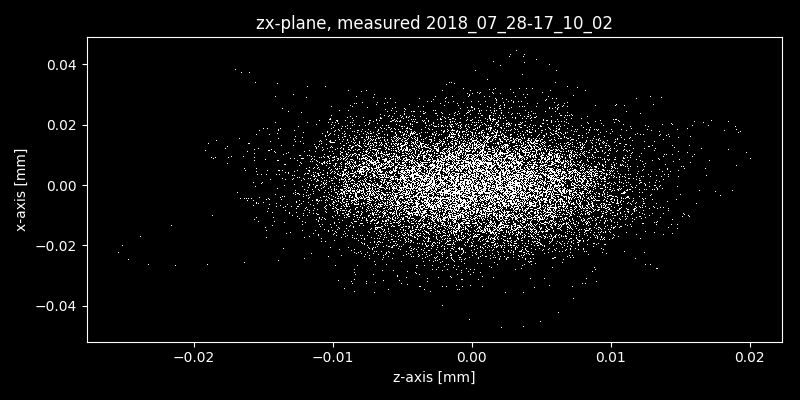 zx-plane, measured 2018_07_28-17_10_02
0.04
0.02
0.00
−0.02
−0.04
x-axis [mm]
−0.02 −0.01 0.00 0.01 0.02
z-axis [mm]